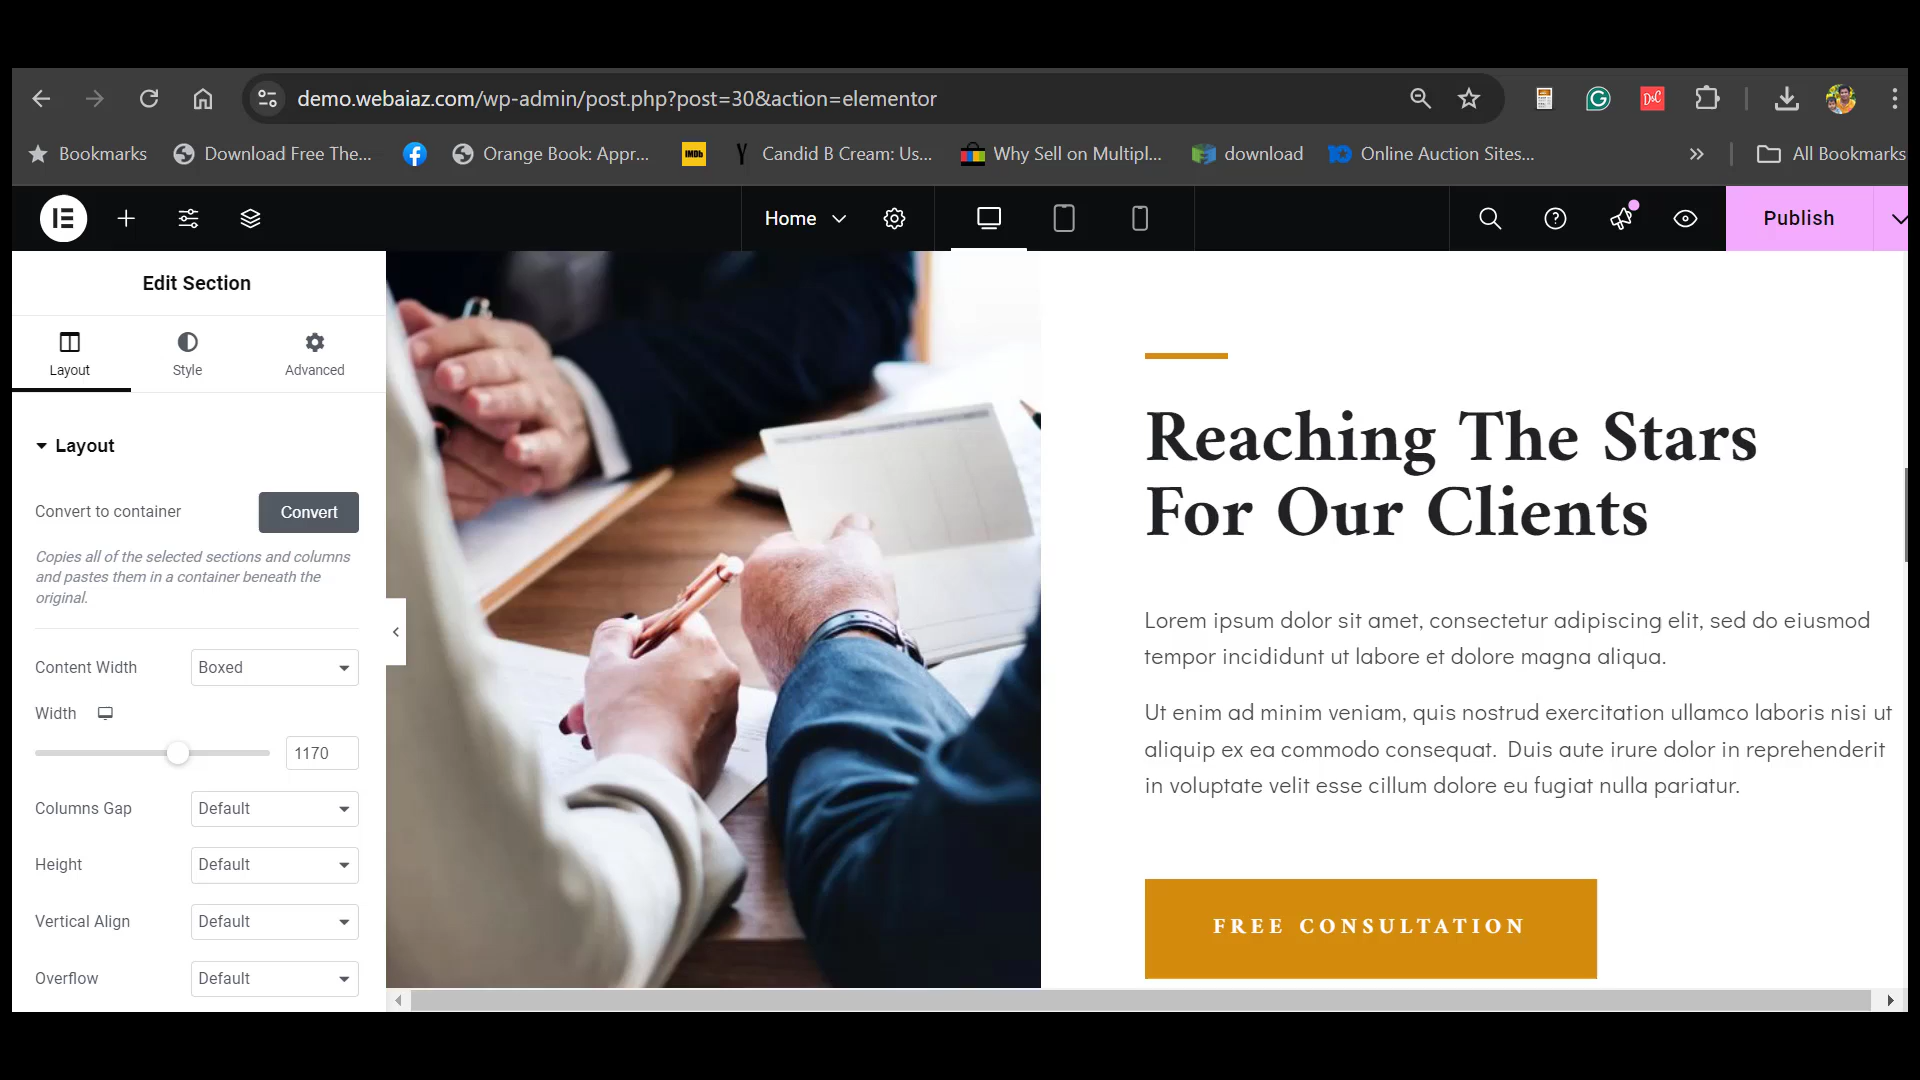 demo.webaiaz.com/wp-admin/post.php?post=30&action=elementor
D&C
Bookmarks
Download Free The...
Orange Book: Appr...
IMDb
Candid B Cream: Us...
Why Sell on Multipl...
download
Online Auction Sites...
All Bookmarks
Home
Publish
Edit Section
Layout
Style
Advanced
Layout
Convert to container
Convert
Copies all of the selected sections and columns
and pastes them in a container beneath the
original.
Content Width
Boxed
Width
1170
Columns Gap
Default
Height
Default
Vertical Align
Default
Overflow
Default
Reaching The Stars
For Our Clients
Lorem ipsum dolor sit amet, consectetur adipiscing elit, sed do eiusmod
tempor incididunt ut labore et dolore magna aliqua.
Ut enim ad minim veniam, quis nostrud exercitation ullamco laboris nisi ut
aliquip ex ea commodo consequat. Duis aute irure dolor in reprehenderit
in voluptate velit esse cillum dolore eu fugiat nulla pariatur.
FREE CONSULTATION